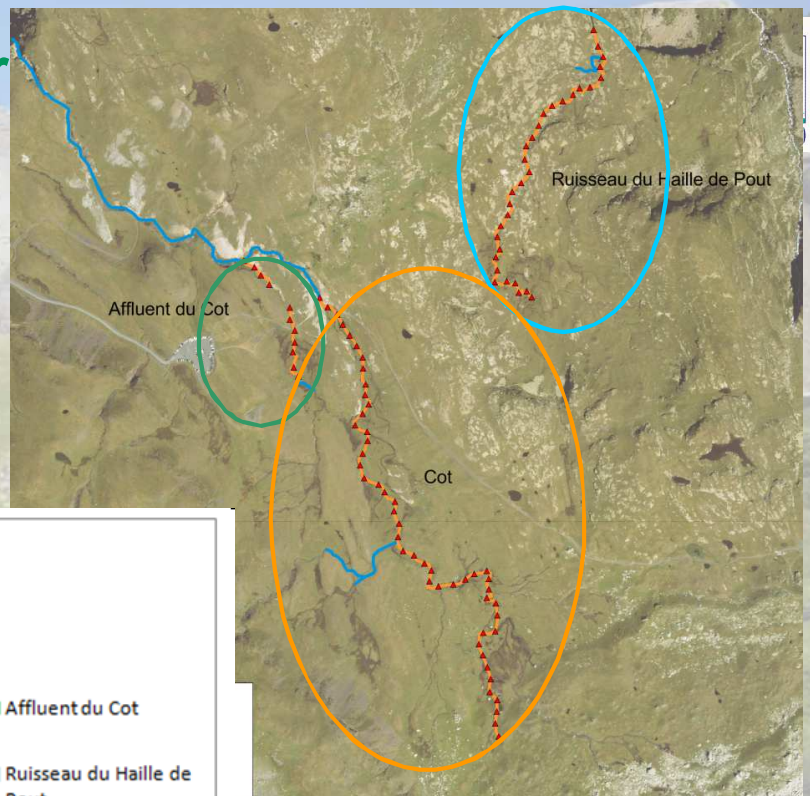 Ruisseau du Haille de Pout
Affluent du Cot
Cot
Affluent du Cot
Ruisseau du Haille de